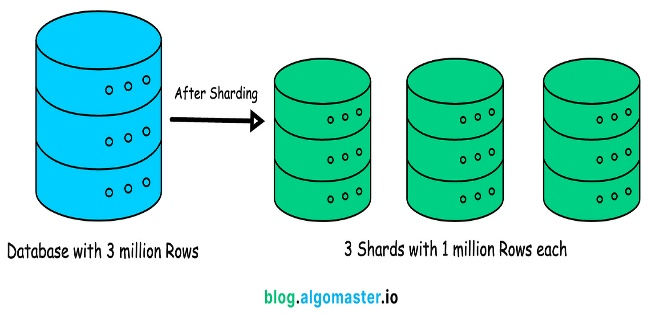 After Sharding
Database with 3 million Rows
3 Shards with 1 million Rows each
blog.algomaster.io